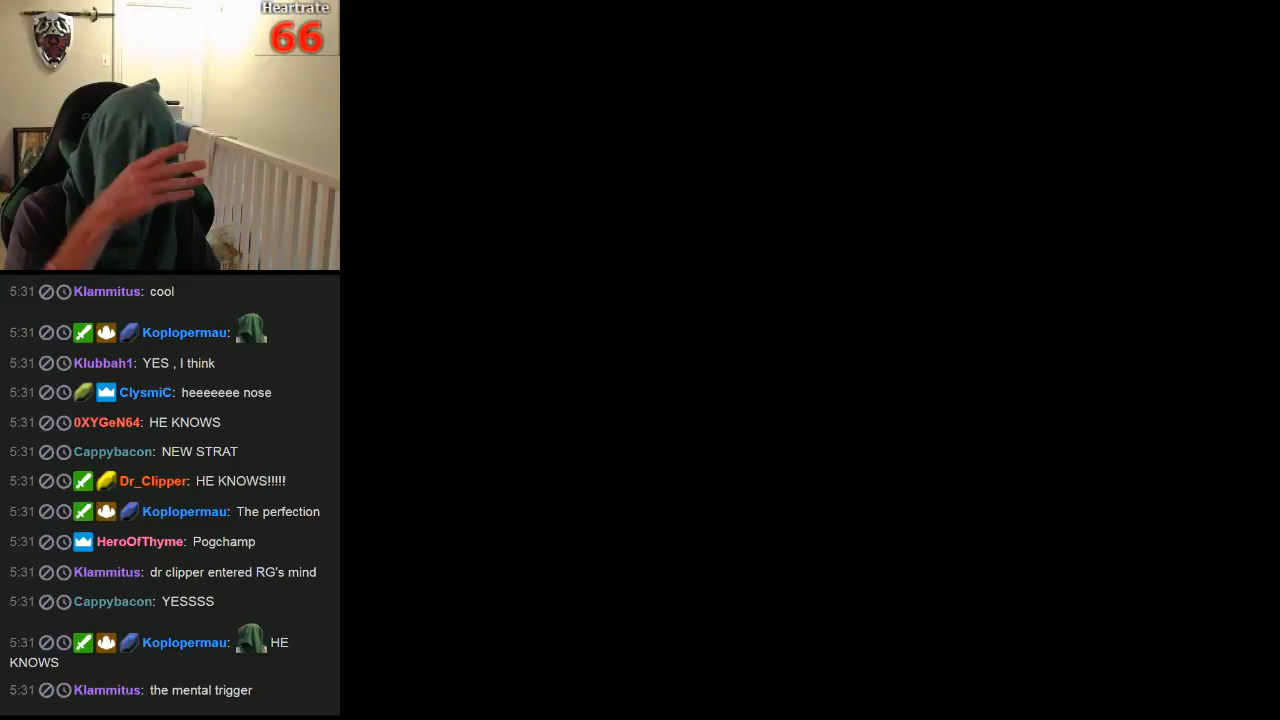 Heartrate
66
5:31 Klammitus: cool
5:31 Koplopermau:
5:31 Klubbah1: YES , I think
5:31 ClysmiC: heeeeeee nose
5:31 0XYGeN64: HE KNOWS
5:31 Cappybacon: NEW STRAT
5:31 Dr_Clipper: HE KNOWS!!!!!
5:31 Koplopermau: The perfection
5:31 HeroOfThyme: Pogchamp
5:31 Klammitus: dr clipper entered RG's mind
5:31 Cappybacon: YESSSS
5:31 Koplopermau: HE
KNOWS
5:31 Klammitus: the mental trigger